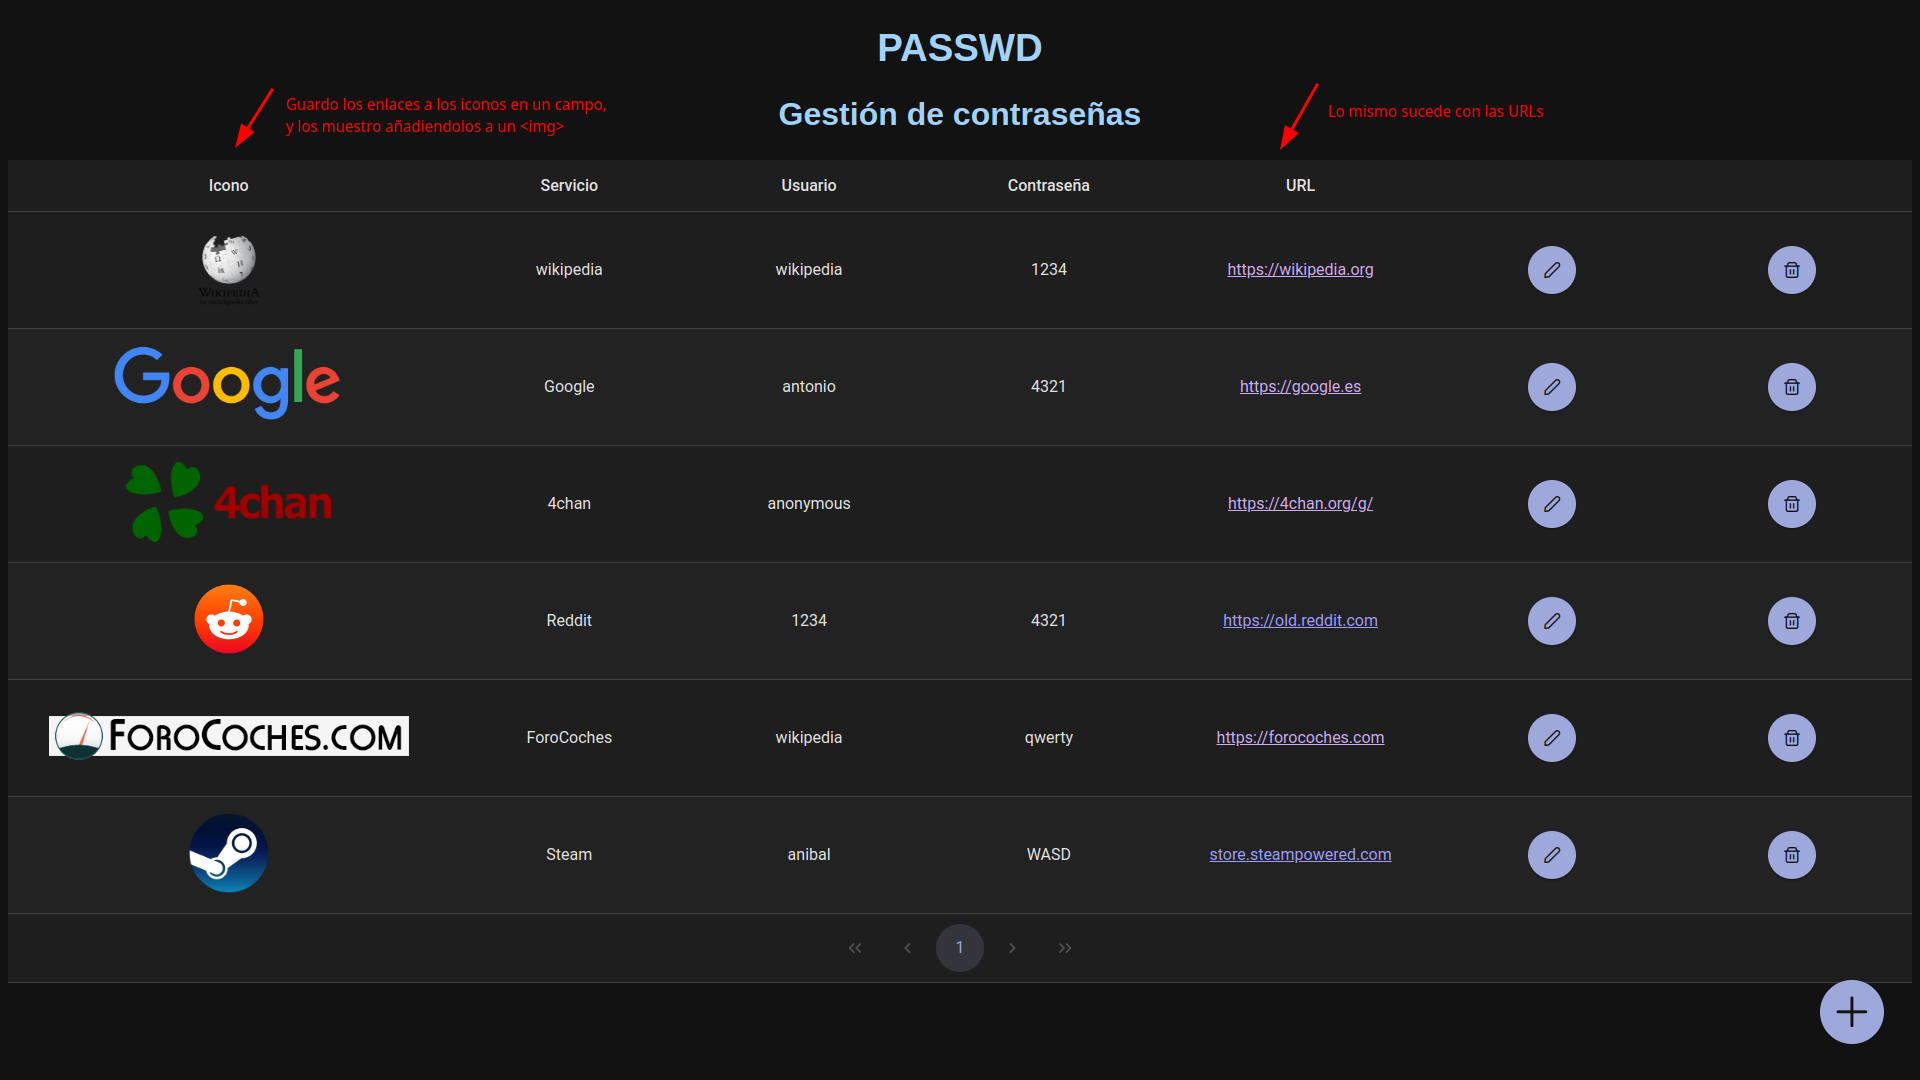 PASSWD
Guardo los enlaces a los iconos en un campo,
y los muestro añadiendolos a un <img>
Gestión de contraseñas
Lo mismo sucede con las URLs
Icono Servicio Usuario Contraseña URL
WIKIPEDIA
wikipedia wikipedia 1234 https://wikipedia.org
Google Google antonio 4321 https://google.es
4chan 4chan anonymous https://4chan.org/g/
Reddit 1234 4321 https://old.reddit.com
FOROCOCHES.COM ForoCoches wikipedia qwerty https://forocoches.com
Steam anibal WASD store.steampowered.com
1